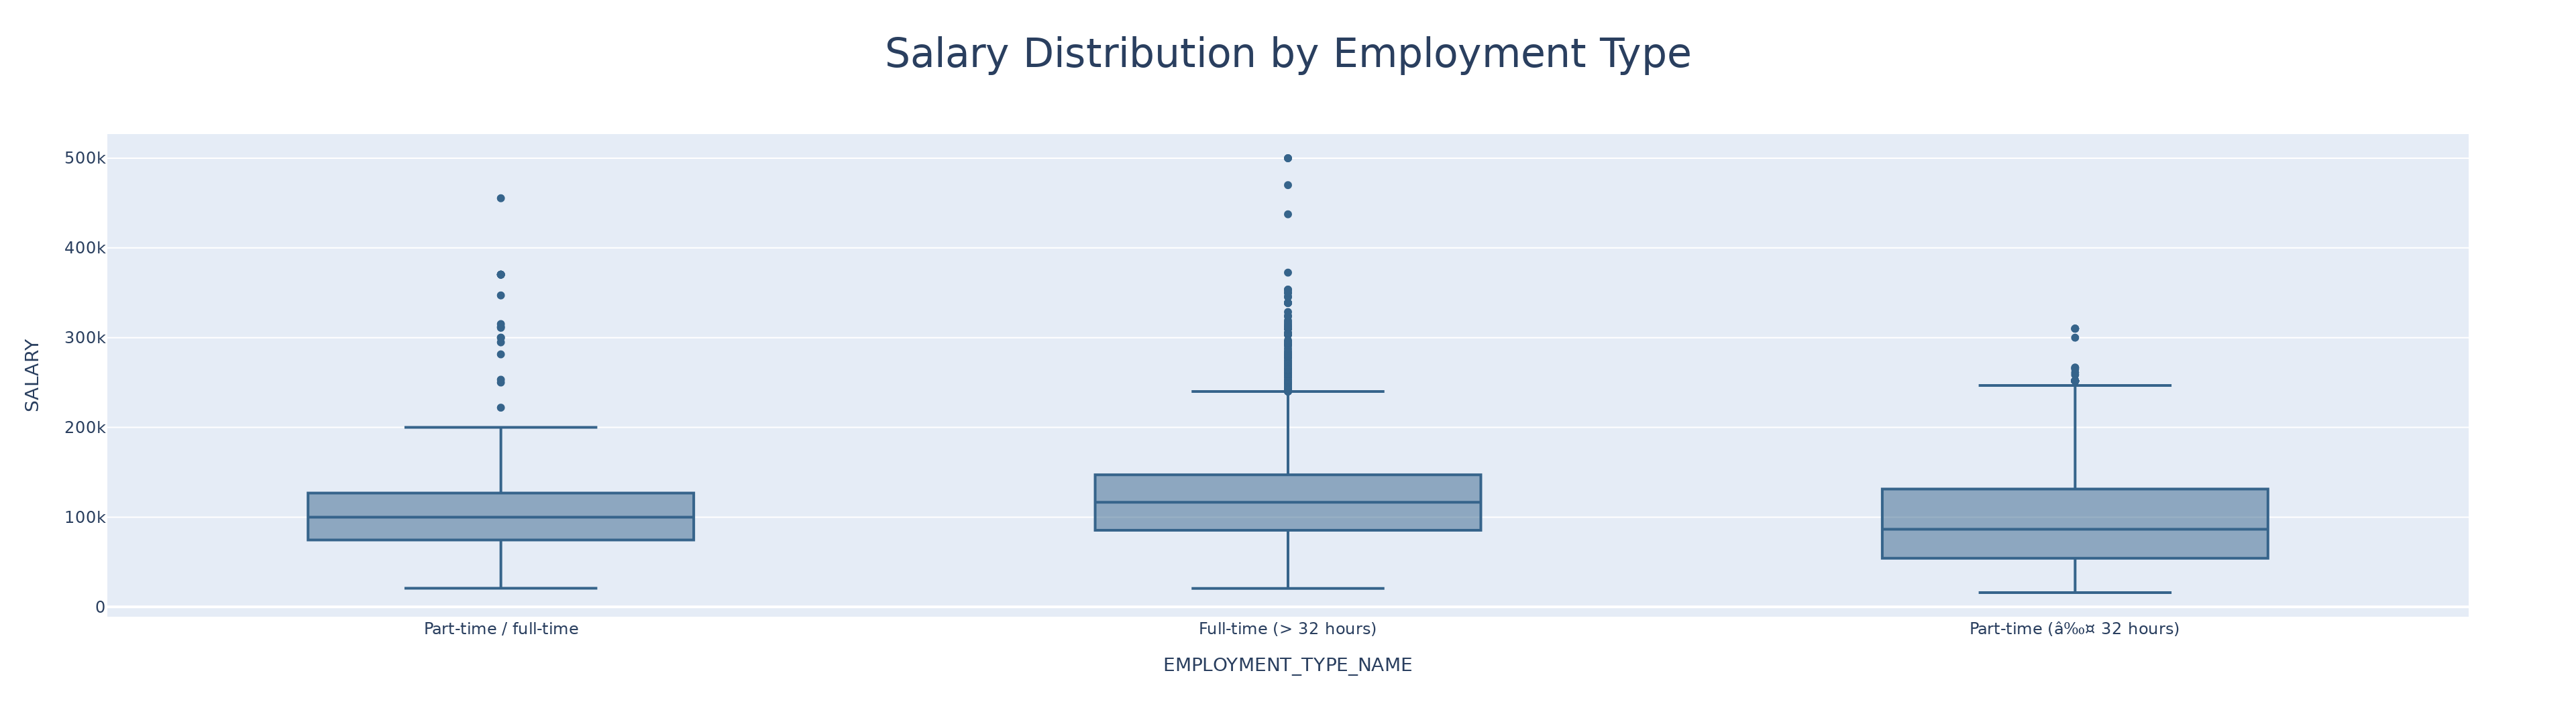 Salary Distribution by Employment Type
500k
400k
300k
200k
100k
0
SALARY
Part-time / full-time
Full-time (> 32 hours)
Part-time (â‰¤ 32 hours)
EMPLOYMENT_TYPE_NAME